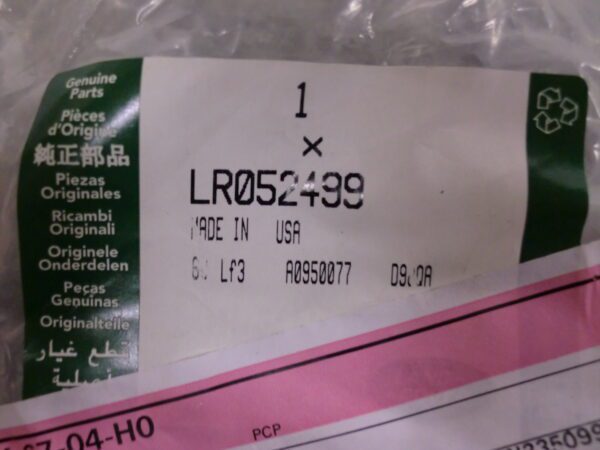 Genuine
Parts
Pièces
d'Origine
純正部品
Piezas
Originales
Ricambi
Originali
Originele
Onderdelen
Peças
Genuinas
Originalteile
قطع غيار
أصلية
1
×
LR052499
MADE IN USA
Lf3 A0950077
-04-H0
PCP